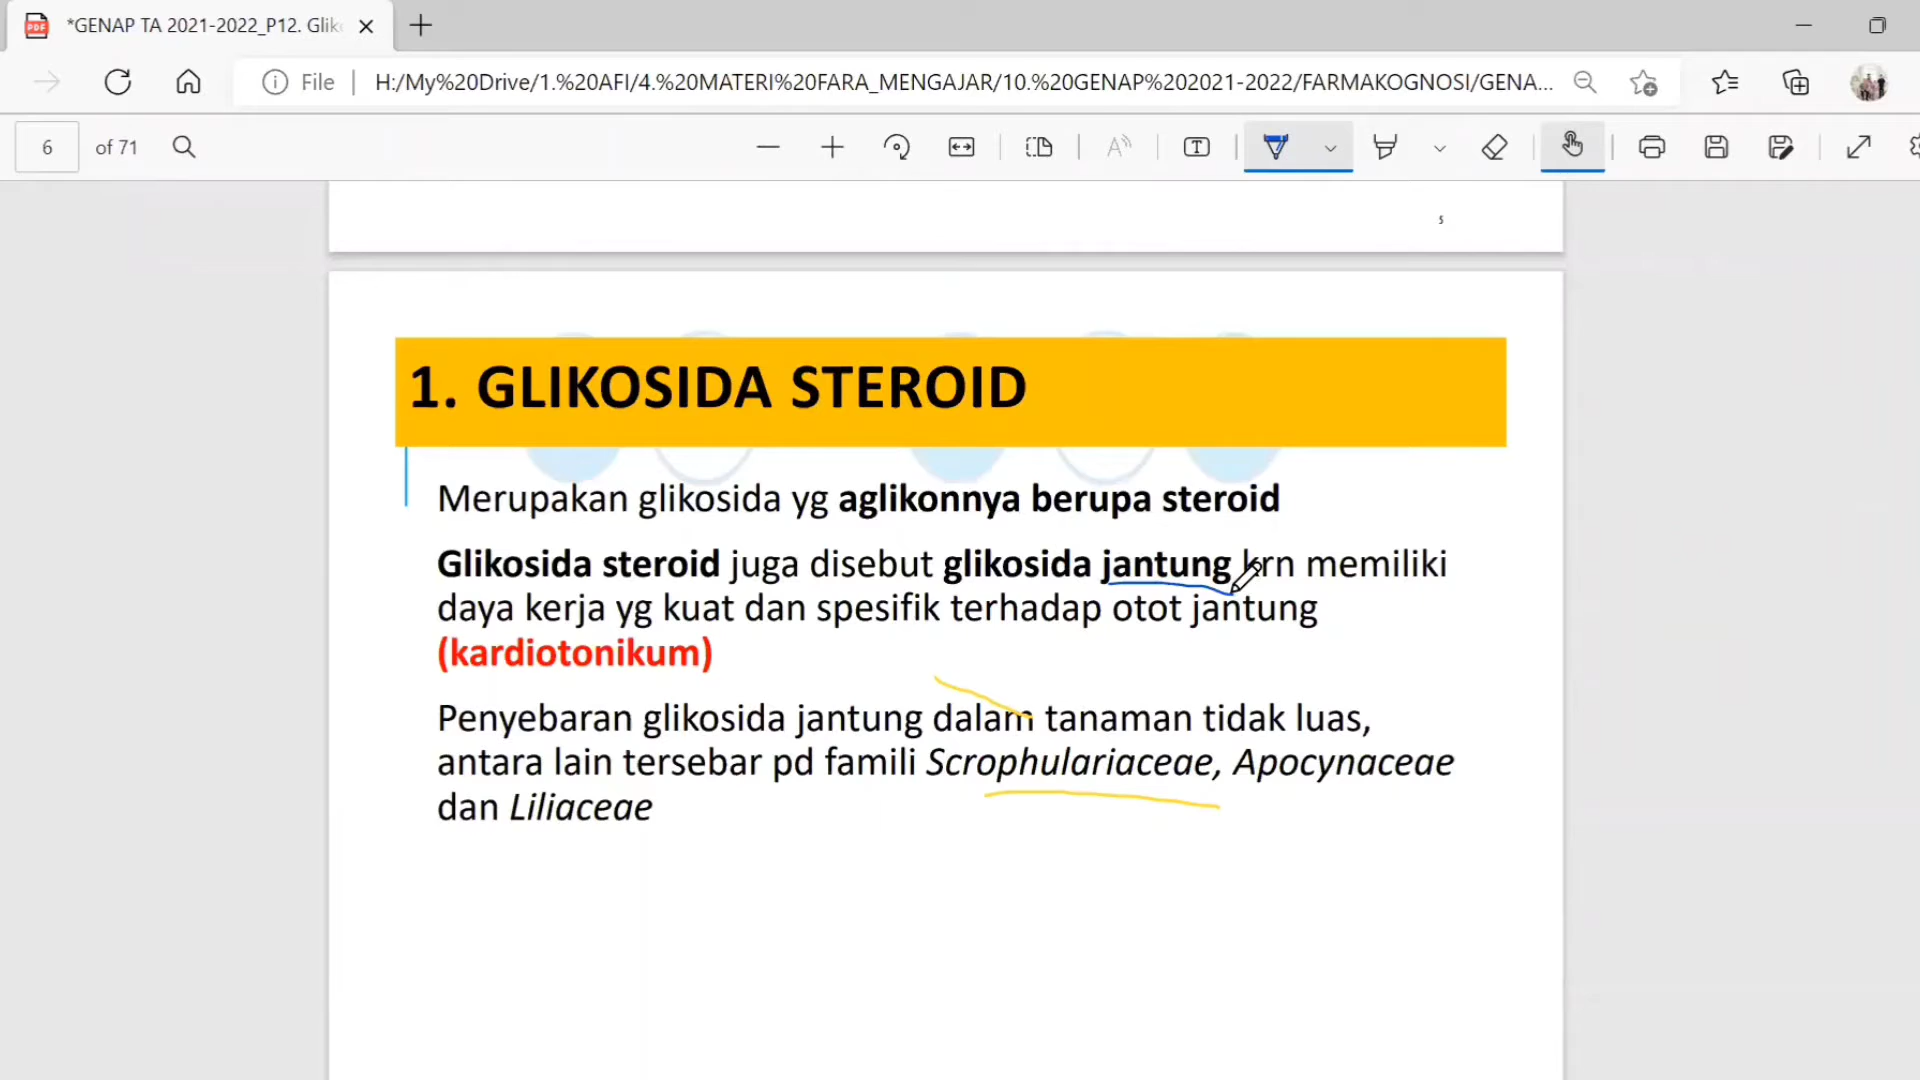 *GENAP TA 2021-2022_P12. Glik
File
H:/My%20Drive/1.%20AFI/4.%20MATERI%20FARA_MENGAJAR/10.%20GENAP%202021-2022/FARMAKOGNOSI/GENA...
6 of 71
5
1. GLIKOSIDA STEROID
Merupakan glikosida yg aglikonnya berupa steroid
Glikosida steroid juga disebut glikosida jantung krn memiliki
daya kerja yg kuat dan spesifik terhadap otot jantung
(kardiotonikum)
Penyebaran glikosida jantung dalam tanaman tidak luas,
antara lain tersebar pd famili Scrophulariaceae, Apocynaceae
dan Liliaceae